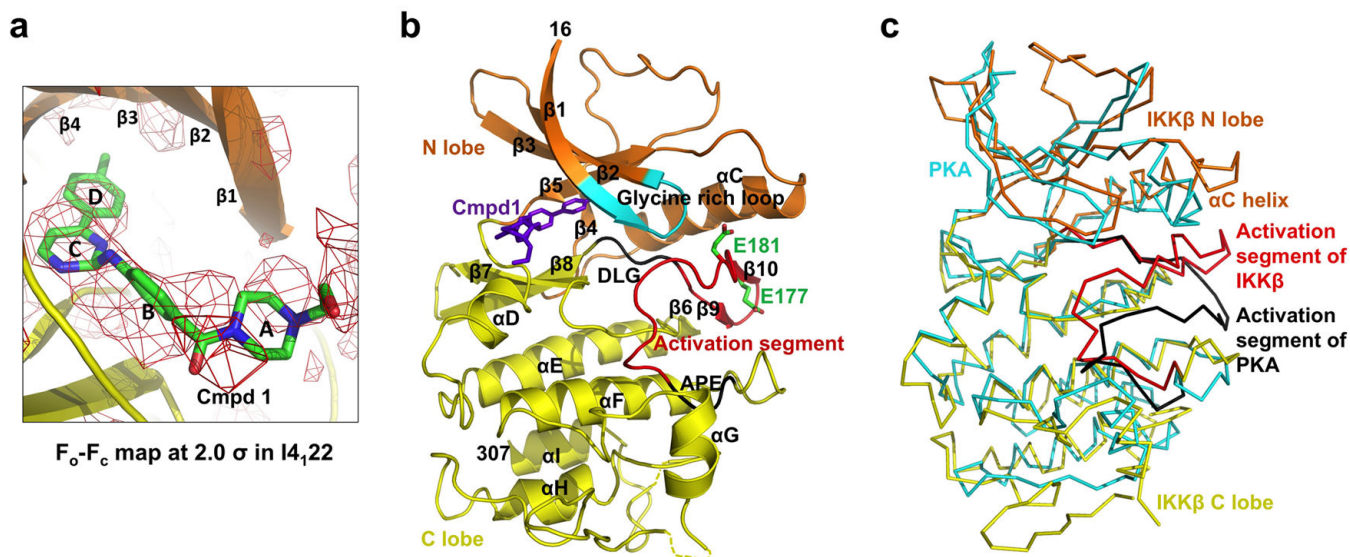 a
β4
β3
β2
β1
D
C
B
A
Cmpd 1
Fo-Fc map at 2.0 σ in I4122
b
16
β1
N lobe
β3
β2
αC
β5
Glycine rich loop
Cmpd1
β4
E181
β7
β8
DLG
β10
E177
αD
β6
β9
Activation segment
αE
APE
αF
αG
307
αI
αH
C lobe
c
IKKβ N lobe
PKA
αC helix
Activation
segment of
IKKβ
Activation
segment of
PKA
IKKβ C lobe